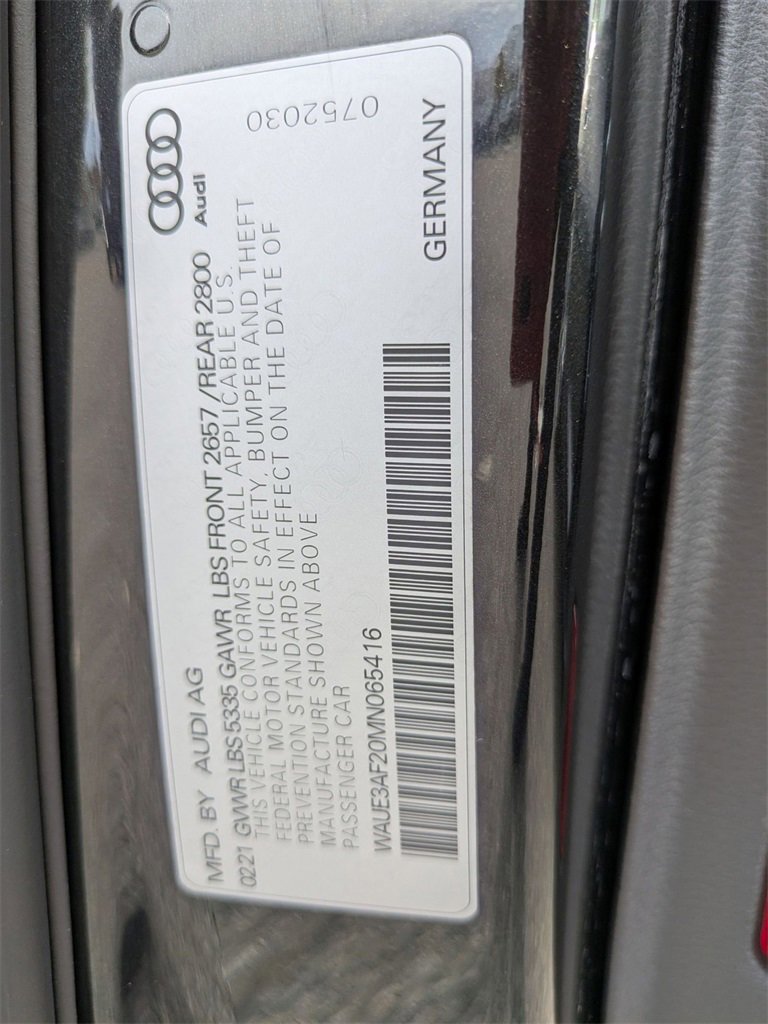 MFD. BY AUDI AG
Audi
0221 GVWR LBS 5335 GAWR LBS FRONT 2657 /REAR 2800
THIS VEHICLE CONFORMS TO ALL APPLICABLE U.S.
FEDERAL MOTOR VEHICLE SAFETY, BUMPER AND THEFT
PREVENTION STANDARDS IN EFFECT ON THE DATE OF
MANUFACTURE SHOWN ABOVE
PASSENGER CAR
0752030
WAUE3AF20MN065416
GERMANY